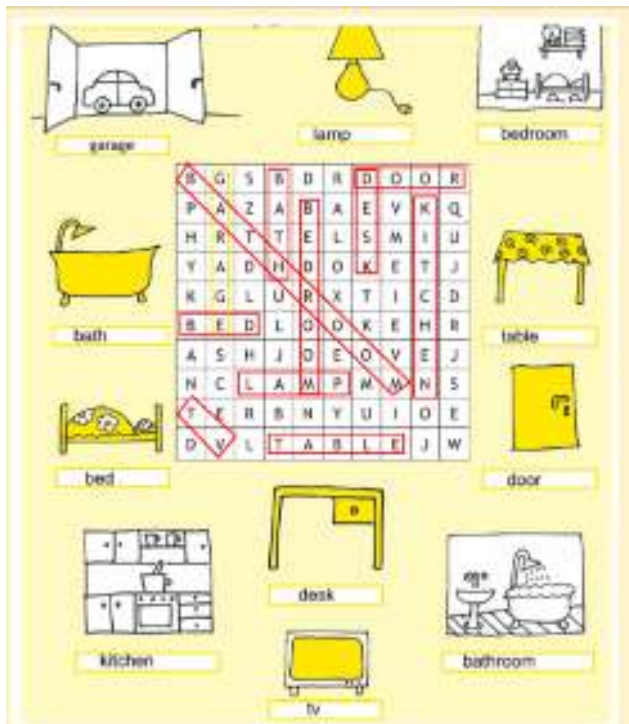 garage
lamp
bedroom
B G S B D R D O O R
P A Z A B A E V K Q
H R T T E L S M I U
Y A D H D O K E T J
K G L U R X T I C D
B E D L O O K E H R
A S H J O E O V E J
N C L A M P M M N S
T E R B N Y U I O E
D V L T A B L E J W
bath
table
bed
door
desk
kitchen
bathroom
tv